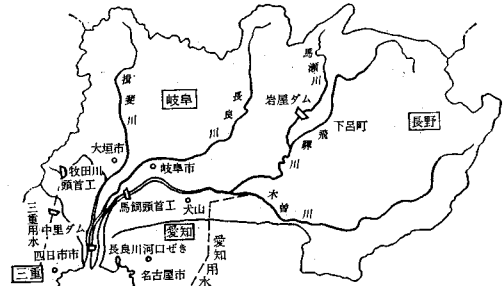 馬瀬川
揖斐川
岐阜
長良川
岩屋ダム
飛騨川
下呂町
長野
大垣市
牧田川
頭首工
岐阜市
馬飼頭首工
犬山
木曽川
三重用水
中里ダム
愛知
愛知用水
四日市市
長良川河口ぜき
三重
名古屋市